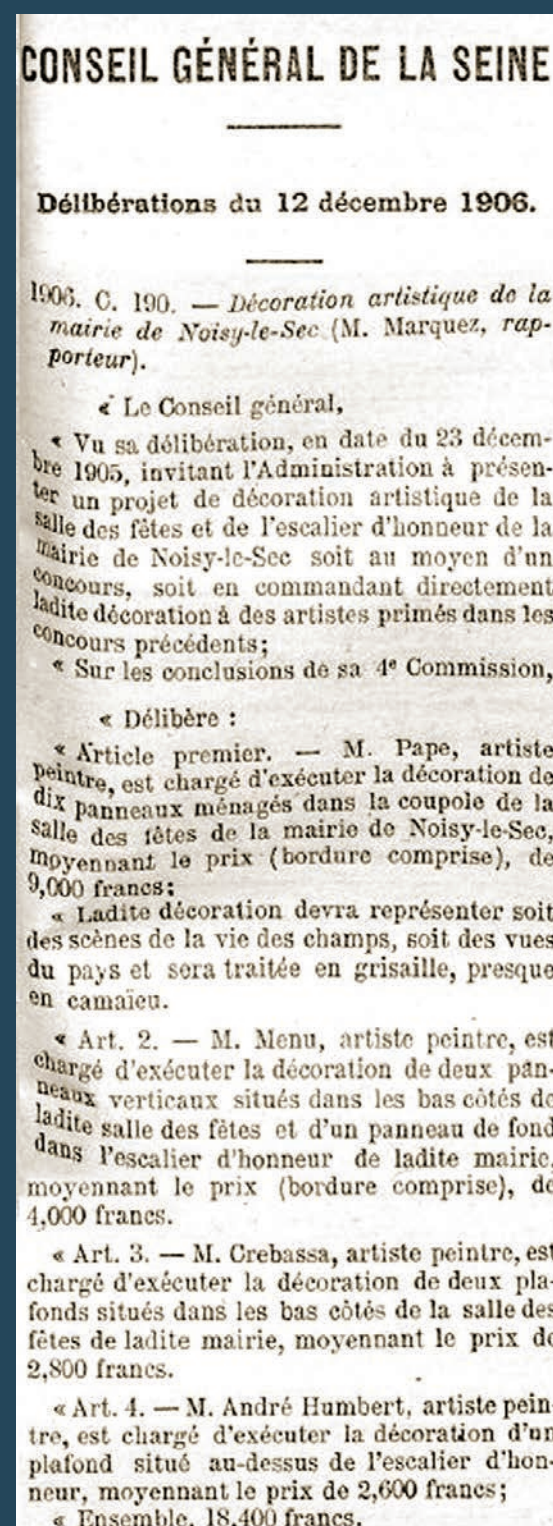 CONSEIL GÉNÉRAL DE LA SEINE
Délibérations du 12 décembre 1906.
1906. C. 190. — Décoration artistique de la
mairie de Noisy-le-Sec (M. Marquez, rap-
porteur).
« Le Conseil général,
« Vu sa délibération, en date du 23 décem-
bre 1905, invitant l'Administration à présen-
ter un projet de décoration artistique de la
salle des fêtes et de l'escalier d'honneur de la
mairie de Noisy-le-Sec soit au moyen d'un
concours, soit en commandant directement
ladite décoration à des artistes primés dans les
concours précédents;
« Sur les conclusions de sa 4e Commission,
« Délibère :
« Article premier. — M. Pape, artiste
peintre, est chargé d'exécuter la décoration de
dix panneaux ménagés dans la coupole de la
salle des fêtes de la mairie de Noisy-le-Sec,
moyennant le prix (bordure comprise), de
9,000 francs;
« Ladite décoration devra représenter soit
des scènes de la vie des champs, soit des vues
du pays et sera traitée en grisaille, presque
en camaïeu.
« Art. 2. — M. Menu, artiste peintre, est
chargé d'exécuter la décoration de deux pan-
neaux verticaux situés dans les bas côtés de
ladite salle des fêtes et d'un panneau de fond
dans l'escalier d'honneur de ladite mairie,
moyennant le prix (bordure comprise), de
4,000 francs.
« Art. 3. — M. Crebassa, artiste peintre, est
chargé d'exécuter la décoration de deux pla-
fonds situés dans les bas côtés de la salle des
fêtes de ladite mairie, moyennant le prix de
2,800 francs.
« Art. 4. — M. André Humbert, artiste pein-
tre, est chargé d'exécuter la décoration d'un
plafond situé au-dessus de l'escalier d'hon-
neur, moyennant le prix de 2,600 francs;
« Ensemble, 18,400 francs.